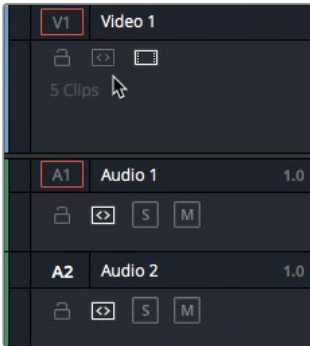 V1 Video 1
5 Clips
A1 Audio 1 1.0
S M
A2 Audio 2 1.0
S M